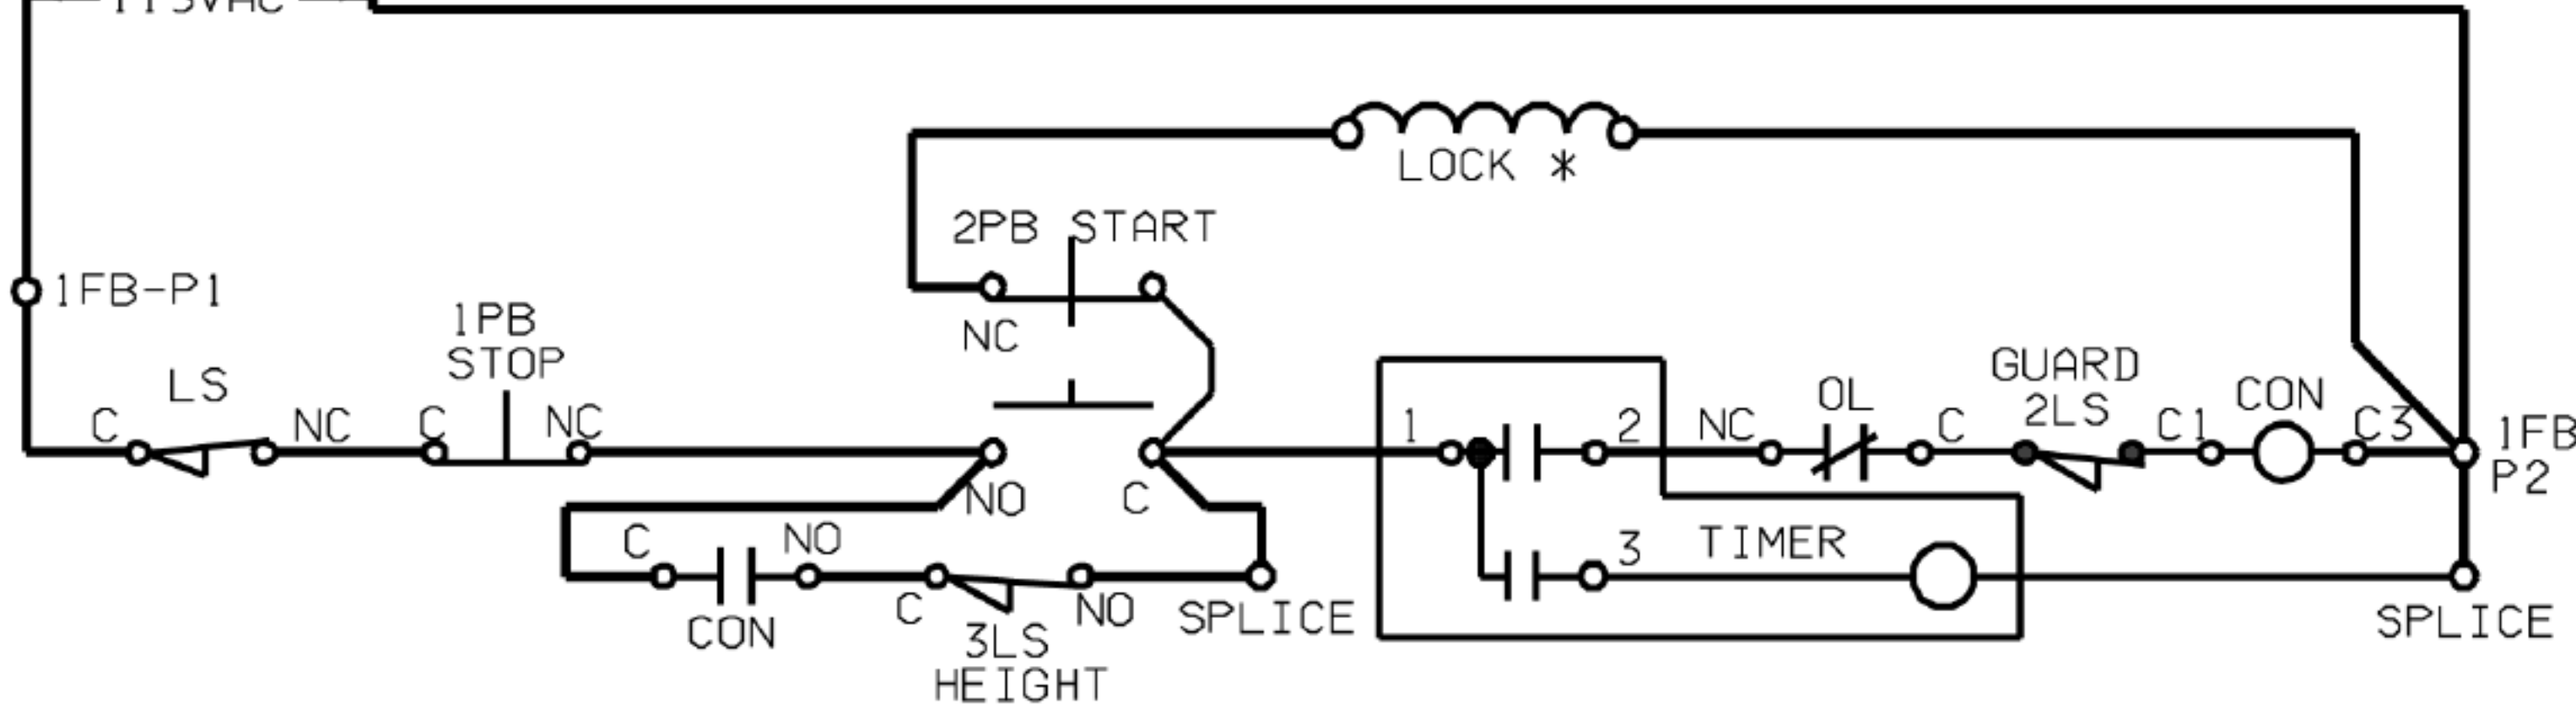 115VAC
LOCK *
2PB START
1FB-P1
NC
1PB
STOP
LS
GUARD
2LS
OL
CON
C
NC
C
NC
1
2
NC
C
C1
C3
1FB
P2
NO
C
C
NO
3
TIMER
CON
C
NO
SPLICE
SPLICE
3LS
HEIGHT